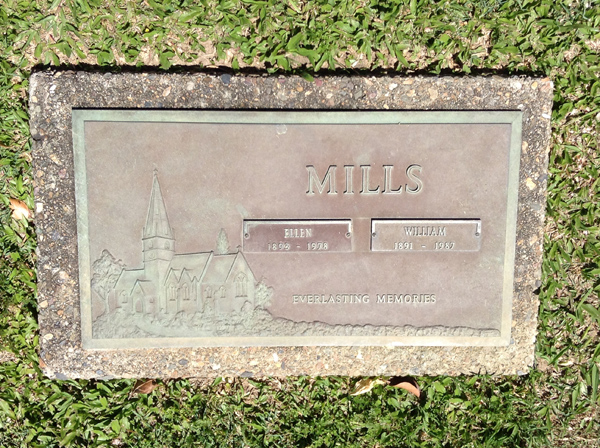 MILLS
ELLEN
WILLIAM
1891 - 1987
EVERLASTING MEMORIES